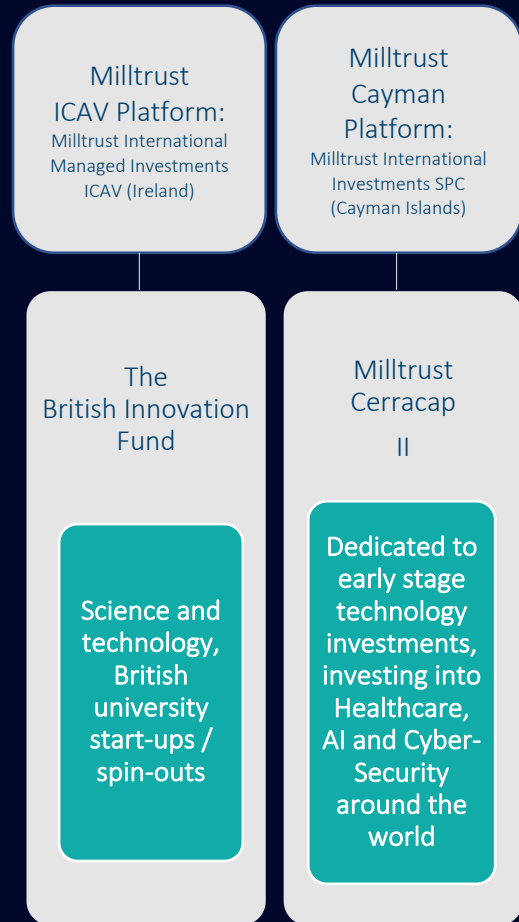 Milltrust
ICAV Platform:
Milltrust International
Managed Investments
ICAV (Ireland)
Milltrust
Cayman
Platform:
Milltrust International
Investments SPC
(Cayman Islands)
The
British Innovation
Fund
Science and
technology,
British
university
start-ups /
spin-outs
Milltrust
Cerracap
II
Dedicated to
early stage
technology
investments,
investing into
Healthcare,
AI and Cyber-
Security
around the
world